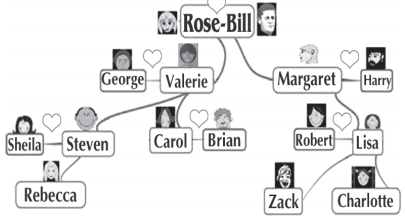 Rose-Bill
George Valerie Margaret Harry
Sheila Steven Carol Brian Robert Lisa
Rebecca Zack Charlotte